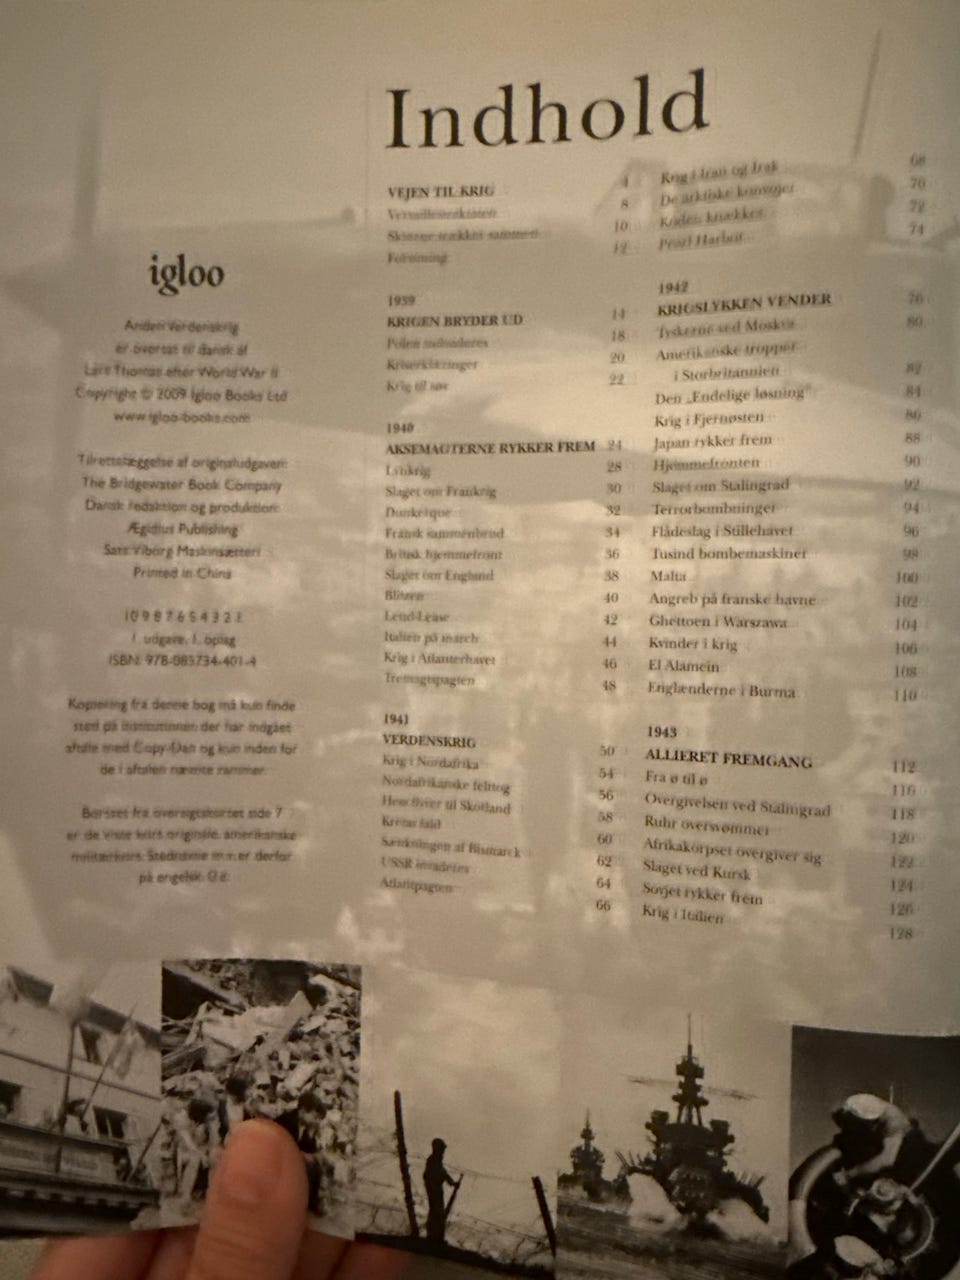 Indhold
igloo
Anden Verdenskrig
er oversat til dansk af
Lars Thomas efter World War II
Copyright © 2009 Igloo Books Ltd
www.igloo-books.com
Tilrettelæggelse af originaludgaven:
The Bridgewater Book Company
Dansk redaktion og produktion:
Ægidius Publishing
Sats: Viborg Maskinsætteri
Printed in China
10 9 8 7 6 5 4 3 2 1
1. udgave, 1. oplag
ISBN: 978-085734-401-4
Kopiering fra denne bog må kun finde
sted på institutioner, der har indgået
aftale med Copy-Dan og kun inden for
de i aftalen nævnte rammer.
Bortset fra oversigtskortet side 7
er de viste kort originale, amerikanske
militærkort. Stednavne er derfor
på engelsk.
VEJEN TIL KRIG 4
Versaillestraktaten 8
Skyerne trækker sammen 10
Forsoning 12
1939
KRIGEN BRYDER UD 14
Polen invaderes 18
Krigserklæringer 20
Krig til søs 22
1940
AKSEMAGTERNE RYKKER FREM 24
Lynkrig 28
Slaget om Frankrig 30
Dunkerque 32
Fransk sammenbrud 34
Britisk hjemmefront 36
Slaget om England 38
Blitzen 40
Lend-Lease 42
Italien på march 44
Krig i Atlanterhavet 46
Tremagtspagten 48
1941
VERDENSKRIG 50
Krig i Nordafrika 54
Nordafrikanske felttog 56
Hess flyver til Skotland 58
Kretas fald 60
Sænkningen af Bismarck 62
USSR invaderes 64
Atlantpagten 66
Krig i Iran og Irak 68
De arktiske konvojer 70
Koden knækkes 72
Pearl Harbor 74
1942
KRIGSLYKKEN VENDER 76
Tyskerne ved Moskva 80
Amerikanske tropper
i Storbritannien 82
Den „Endelige løsning" 84
Krig i Fjernøsten 86
Japan rykker frem 88
Hjemmefronten 90
Slaget om Stalingrad 92
Terrorbombninger 94
Flådeslag i Stillehavet 96
Tusind bombemaskiner 98
Malta 100
Angreb på franske havne 102
Ghettoen i Warszawa 104
Kvinder i krig 106
El Alamein 108
Englænderne i Burma 110
1943
ALLIERET FREMGANG 112
Fra ø til ø 116
Overgivelsen ved Stalingrad 118
Ruhr oversvømmet 120
Afrikakorpset overgiver sig 122
Slaget ved Kursk 124
Sovjet rykker frem 126
Krig i Italien 128